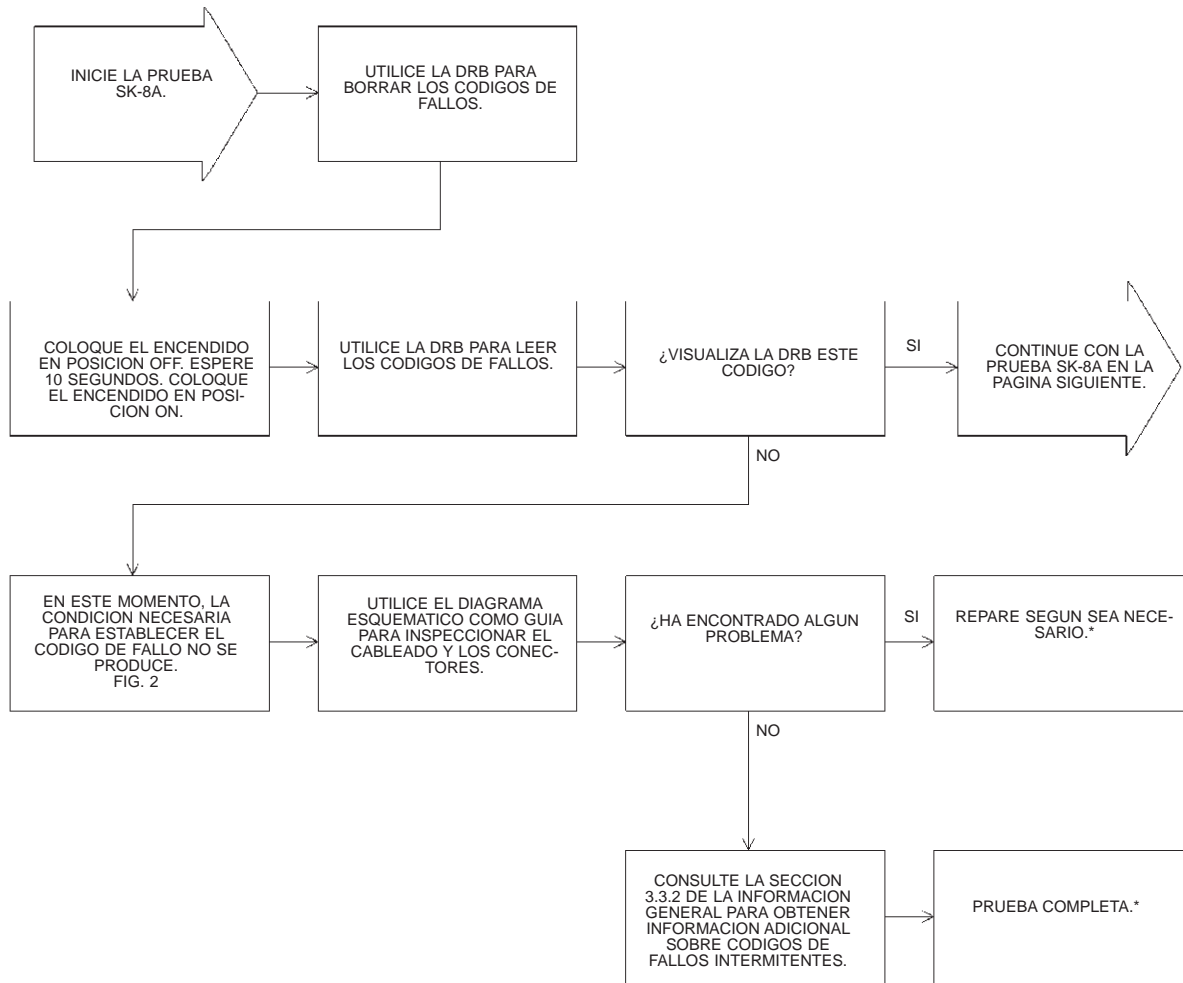 INICIE LA PRUEBA
SK-8A.
UTILICE LA DRB PARA
BORRAR LOS CODIGOS DE
FALLOS.
COLOQUE EL ENCENDIDO
EN POSICION OFF. ESPERE
10 SEGUNDOS. COLOQUE
EL ENCENDIDO EN POSI-
CION ON.
UTILICE LA DRB PARA LEER
LOS CODIGOS DE FALLOS.
¿VISUALIZA LA DRB ESTE
CODIGO?
SI
CONTINUE CON LA
PRUEBA SK-8A EN LA
PAGINA SIGUIENTE.
NO
EN ESTE MOMENTO, LA
CONDICION NECESARIA
PARA ESTABLECER EL
CODIGO DE FALLO NO SE
PRODUCE.
FIG. 2
UTILICE EL DIAGRAMA
ESQUEMATICO COMO GUIA
PARA INSPECCIONAR EL
CABLEADO Y LOS CONEC-
TORES.
¿HA ENCONTRADO ALGUN
PROBLEMA?
SI
REPARE SEGUN SEA NECE-
SARIO.*
NO
CONSULTE LA SECCION
3.3.2 DE LA INFORMACION
GENERAL PARA OBTENER
INFORMACION ADICIONAL
SOBRE CODIGOS DE
FALLOS INTERMITENTES.
PRUEBA COMPLETA.*